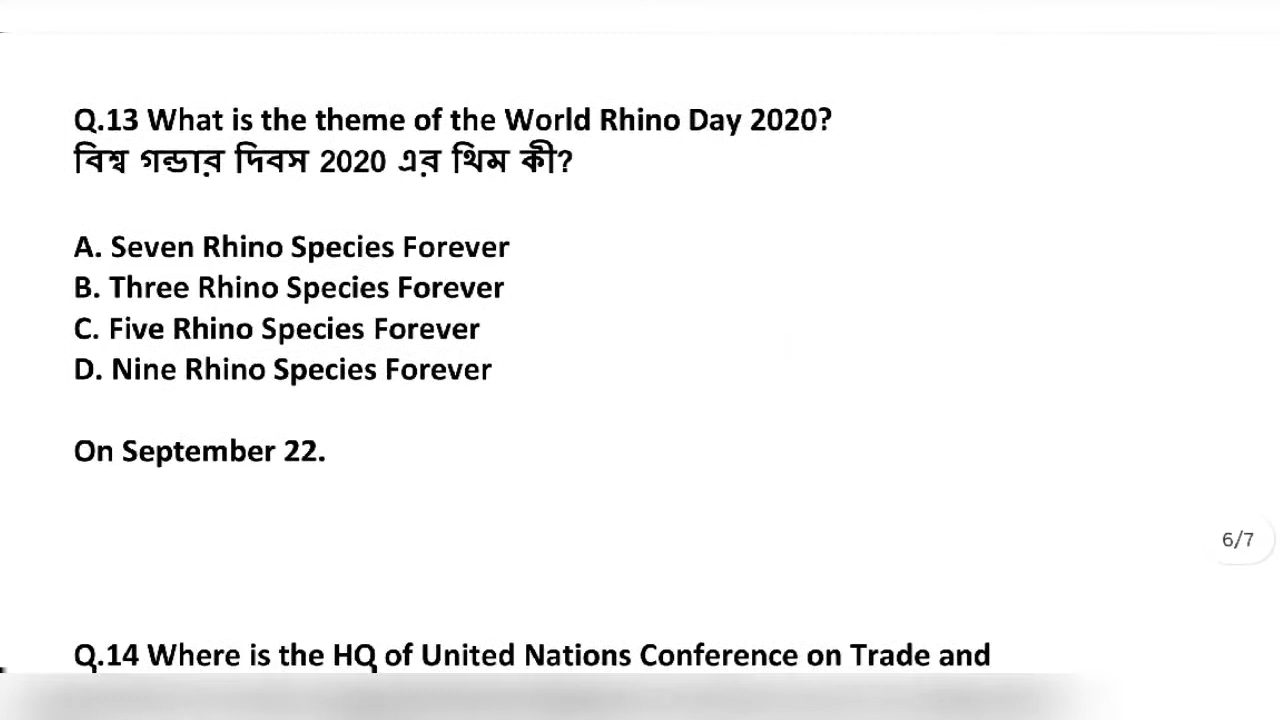 Q.13 What is the theme of the World Rhino Day 2020?
বিশ্ব গন্ডার দিবস 2020 এর থিম কী?
A. Seven Rhino Species Forever
B. Three Rhino Species Forever
C. Five Rhino Species Forever
D. Nine Rhino Species Forever
On September 22.
6/7
Q.14 Where is the HQ of United Nations Conference on Trade and